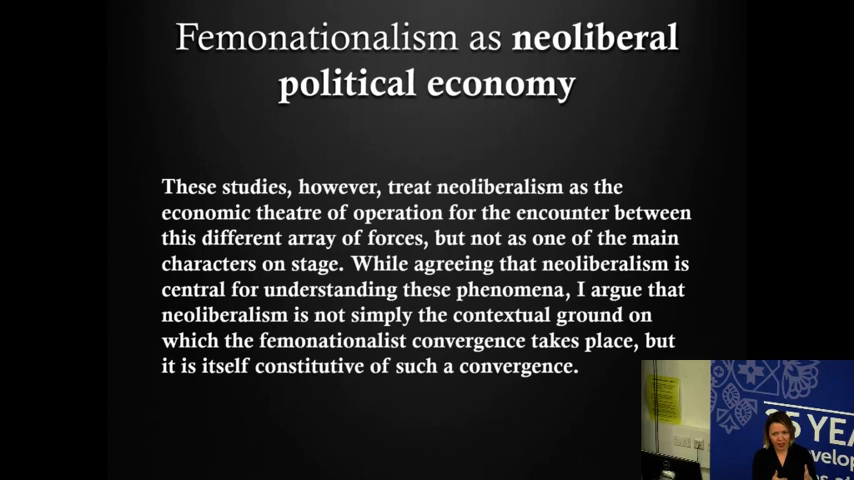 Femonationalism as neoliberal
political economy
These studies, however, treat neoliberalism as the
economic theatre of operation for the encounter between
this different array of forces, but not as one of the main
characters on stage. While agreeing that neoliberalism is
central for understanding these phenomena, I argue that
neoliberalism is not simply the contextual ground on
which the femonationalist convergence takes place, but
it is itself constitutive of such a convergence.